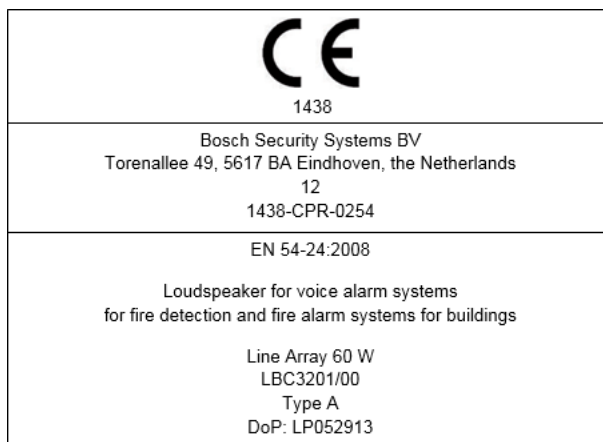 CE
1438
Bosch Security Systems BV
Torenallee 49, 5617 BA Eindhoven, the Netherlands
12
1438-CPR-0254
EN 54-24:2008
Loudspeaker for voice alarm systems
for fire detection and fire alarm systems for buildings
Line Array 60 W
LBC3201/00
Type A
DoP: LP052913